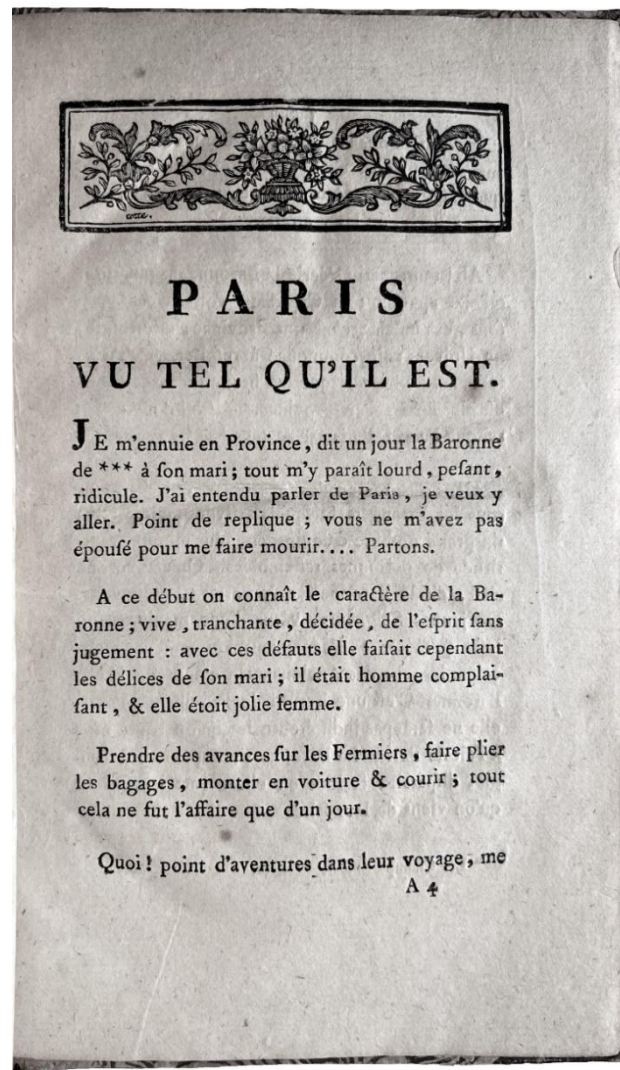 PARIS
VU TEL QU'IL EST.
JE m'ennuie en Province, dit un jour la Baronne
de *** à ſon mari ; tout m'y paraît lourd, peſant,
ridicule. J'ai entendu parler de Paris, je veux y
aller. Point de replique ; vous ne m'avez pas
épouſé pour me faire mourir.... Partons.
A ce début on connaît le caractère de la Ba-
ronne ; vive, tranchante, décidée, de l'eſprit ſans
jugement : avec ces défauts elle faiſait cependant
les délices de ſon mari ; il était homme complai-
ſant, & elle étoit jolie femme.
Prendre des avances ſur les Fermiers, faire plier
les bagages, monter en voiture & courir ; tout
cela ne fut l'affaire que d'un jour.
Quoi ! point d'aventures dans leur voyage, me
A 4